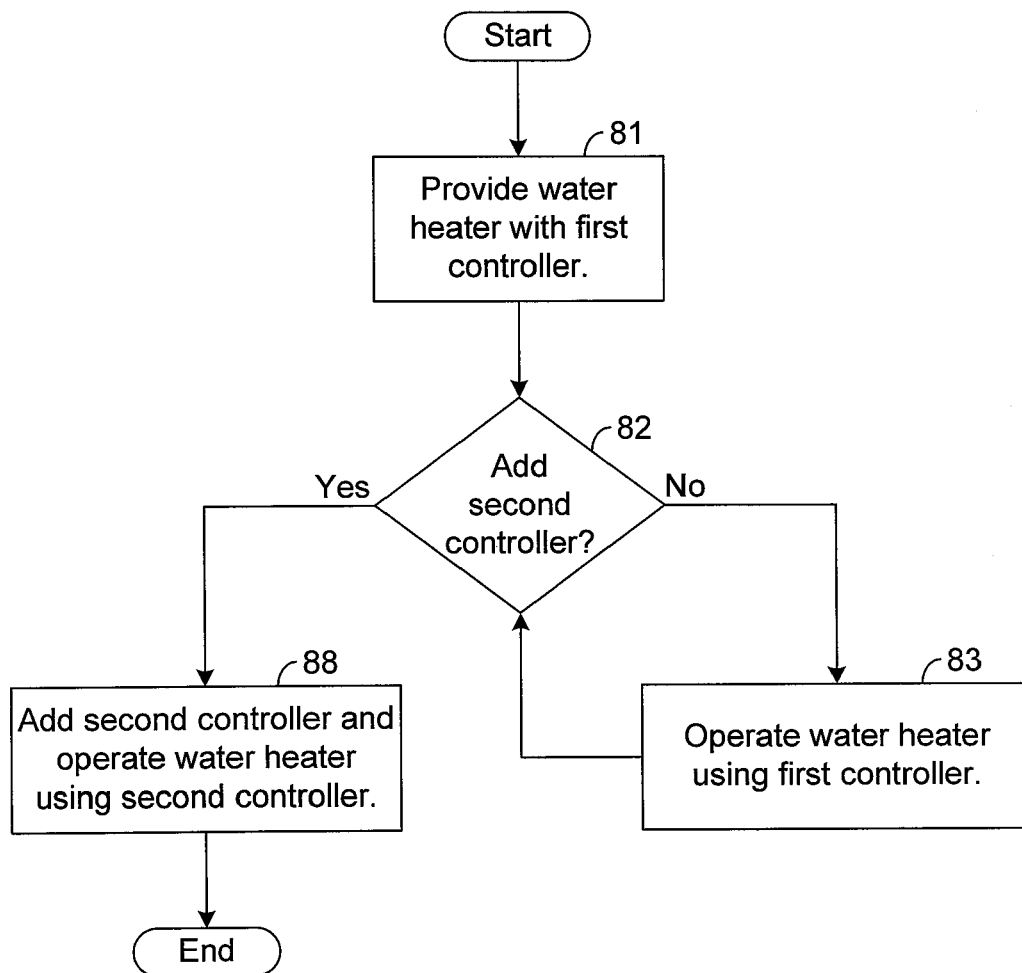 Start
81
Provide water
heater with first
controller.
82
Add
second
controller?
Yes
No
88
Add second controller and
operate water heater
using second controller.
83
Operate water heater
using first controller.
End